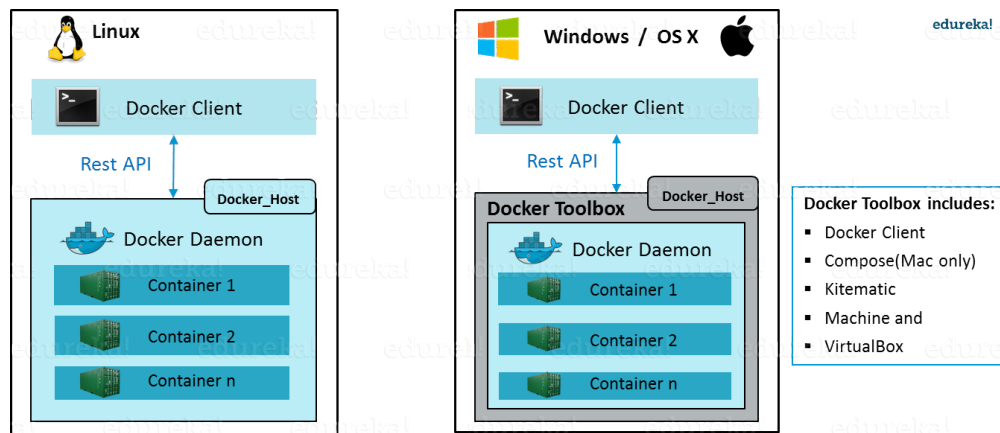 Linux
>_
Docker Client
Rest API
Docker_Host
Docker Daemon
Container 1
Container 2
Container n
Windows / OS X
>_
Docker Client
Rest API
Docker_Host
Docker Toolbox
Docker Daemon
Container 1
Container 2
Container n
edureka!
Docker Toolbox includes:
▪ Docker Client
▪ Compose(Mac only)
▪ Kitematic
▪ Machine and
▪ VirtualBox